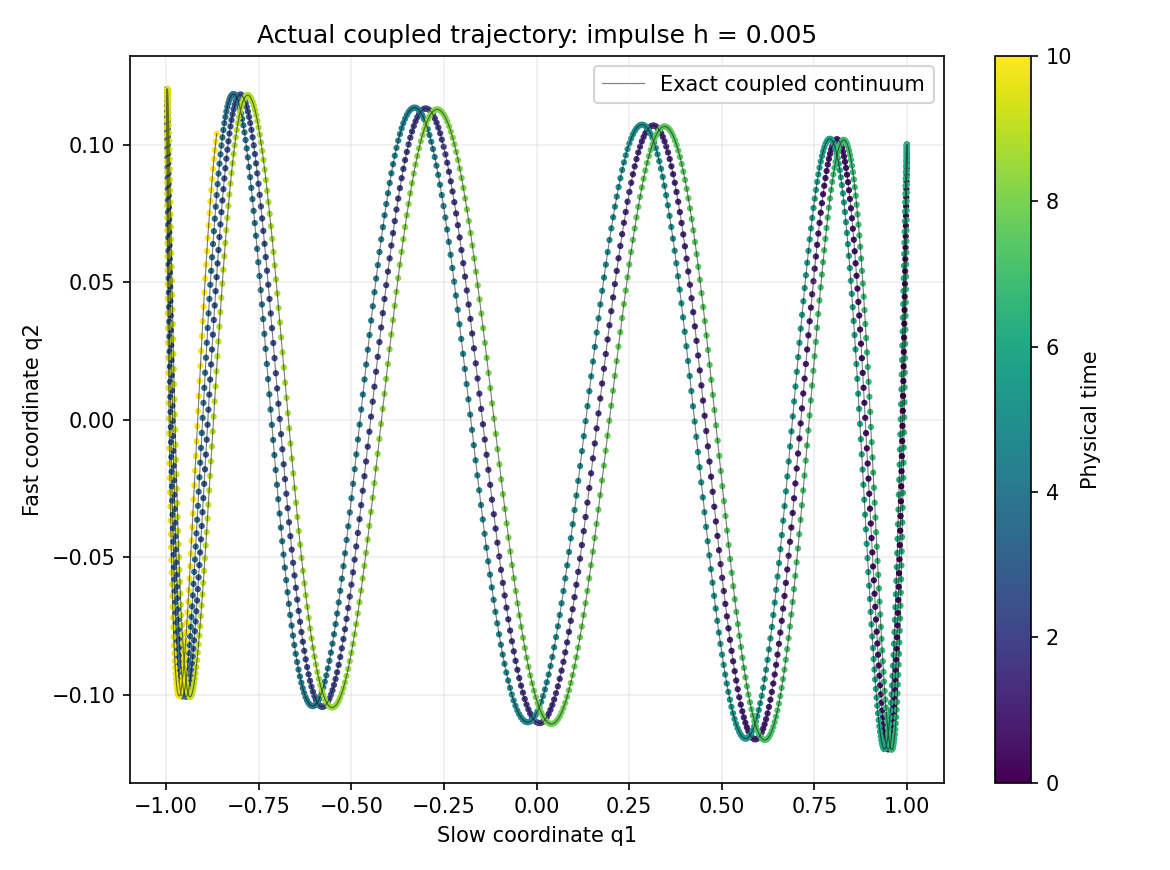 Actual coupled trajectory: impulse h = 0.005
Exact coupled continuum
0.10
0.05
0.00
−0.05
−0.10
Fast coordinate q2
−1.00 −0.75 −0.50 −0.25 0.00 0.25 0.50 0.75 1.00
Slow coordinate q1
10
8
6
4
2
0
Physical time